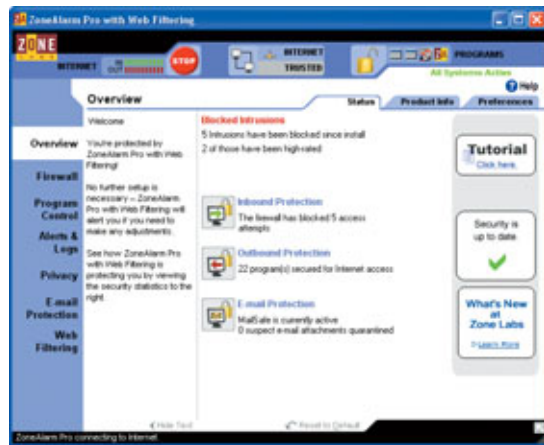 ZoneAlarm Pro with Web Filtering
ZONE
LABS
INTERNET
IN
OUT
STOP
INTERNET
TRUSTED
PROGRAMS
All Systems Active
Help
Overview
Status
Product Info
Preferences
Overview
Firewall
Program
Control
Alerts &
Logs
Privacy
E-mail
Protection
Web
Filtering
Welcome
You're protected by
ZoneAlarm Pro with Web
Filtering!
No further setup is
necessary – ZoneAlarm
Pro with Web Filtering will
alert you if you need to
make any adjustments.
See how ZoneAlarm Pro
with Web Filtering is
protecting you by viewing
the security statistics to the
right.
Blocked Intrusions
5 Intrusions have been blocked since install
2 of those have been high-rated
Inbound Protection
The firewall has blocked 5 access
attempts
Outbound Protection
22 program(s) secured for Internet access
E-mail Protection
MailSafe is currently active
0 suspect e-mail attachments quarantined
Tutorial
Click here.
Security is
up to date
What's New
at
Zone Labs
Learn More
Hide Text
Reset to Default
ZoneAlarm Pro connecting to Internet